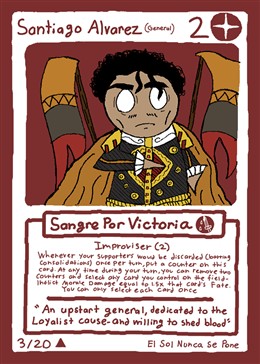 Santiago Alvarez (General) 2
Sangre Por Victoria
Improviser (2)
Whenever your supporters would be discarded (barring
Consolidations) once per turn, put a counter on this
card. At any time during your turn, you can remove two
counters and select any card you control on the field-
Inflict Morale Damage equal to 1.5x that card's Fate.
You can only select each card once
"An upstart general, dedicated to the
Loyalist cause- and willing to shed blood"
3/20
El Sol Nunca Se Pone